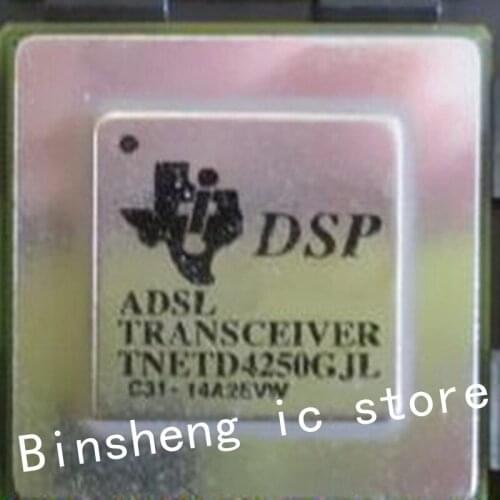 DSP
ADSL
TRANSCEIVER
TNETD4250GJL
C31-14A2EVW
Binsheng ic store